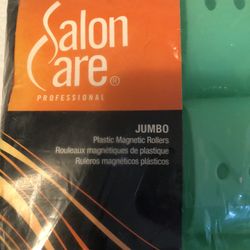 Salon
Care®
PROFESSIONAL
JUMBO
Plastic Magnetic Rollers
Rouleaux magnétiques de plastique
Ruleros magnéticos plásticos